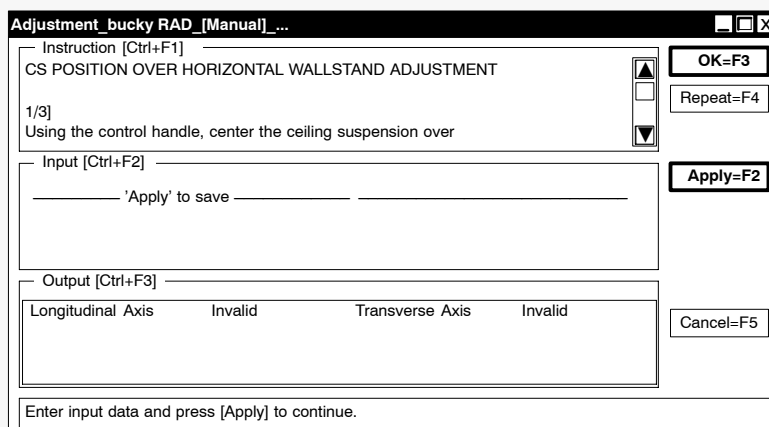 Adjustment_bucky RAD_[Manual]_...
Instruction [Ctrl+F1]
CS POSITION OVER HORIZONTAL WALLSTAND ADJUSTMENT
1/3]
Using the control handle, center the ceiling suspension over
OK=F3
Repeat=F4
Input [Ctrl+F2]
'Apply' to save
Apply=F2
Output [Ctrl+F3]
Longitudinal Axis Invalid Transverse Axis Invalid
Cancel=F5
Enter input data and press [Apply] to continue.